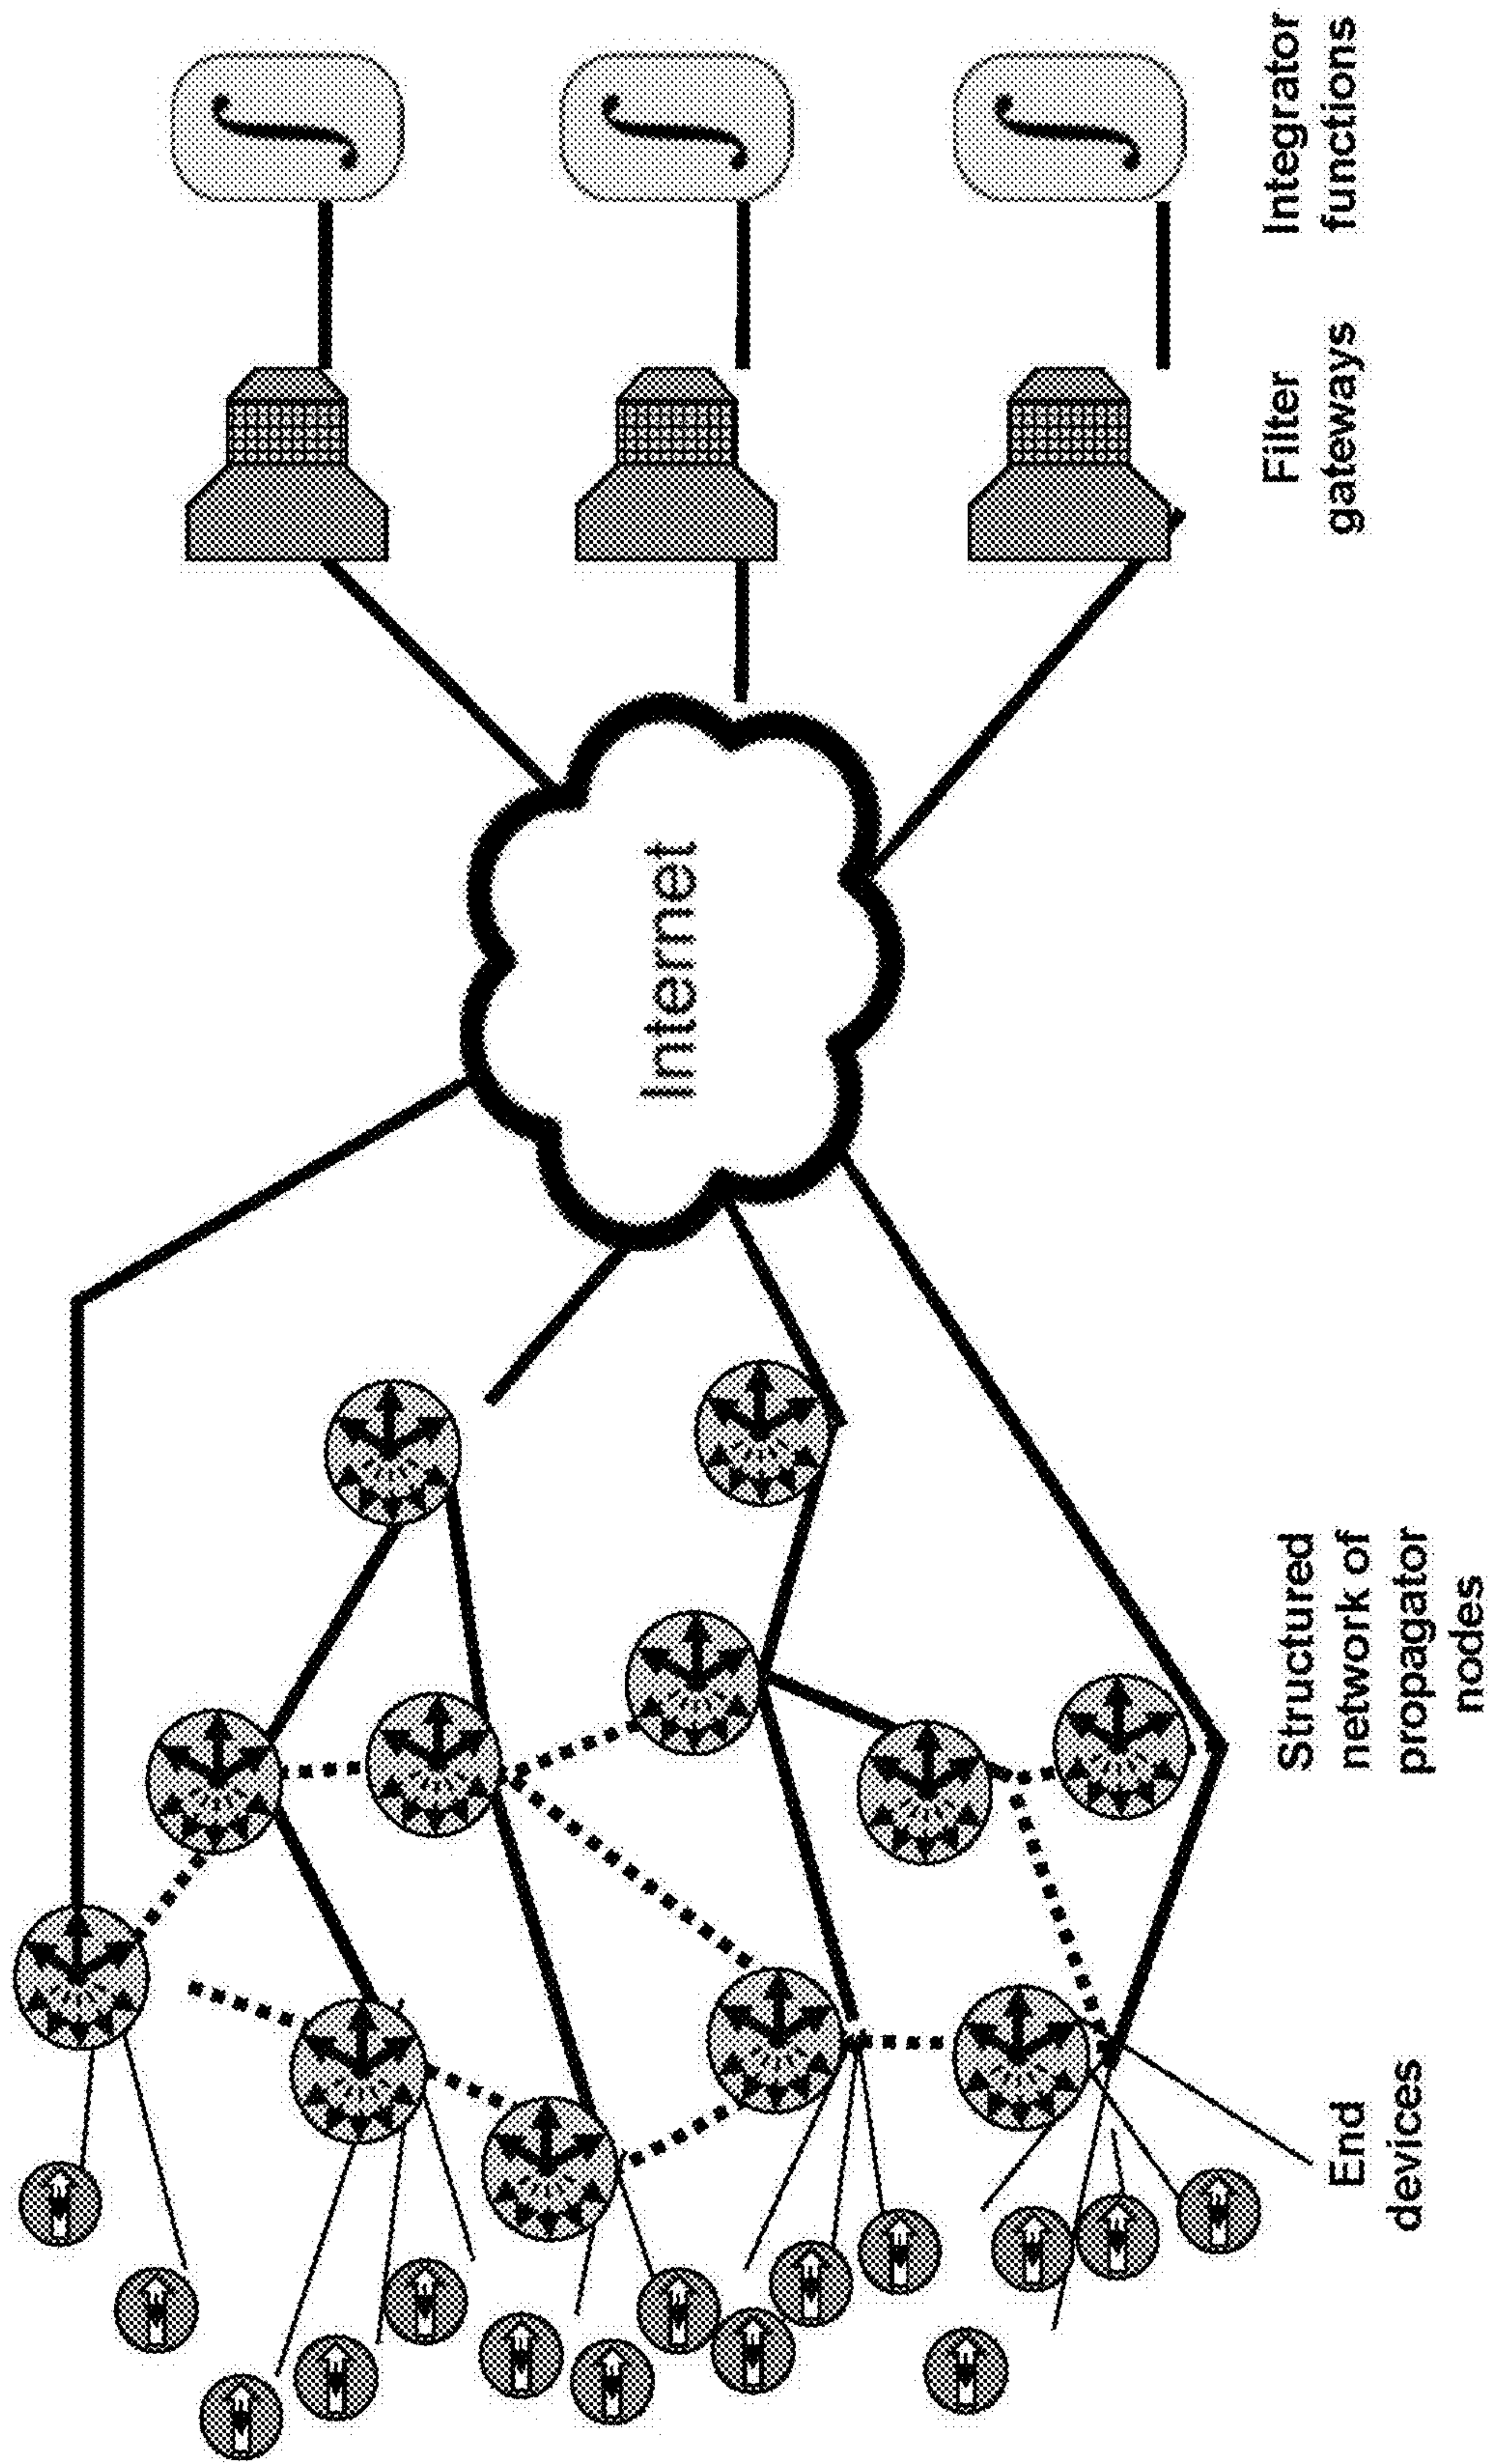 Internet
End
devices
Structured
network of
propagator
nodes
Filter
gateways
Integrator
functions